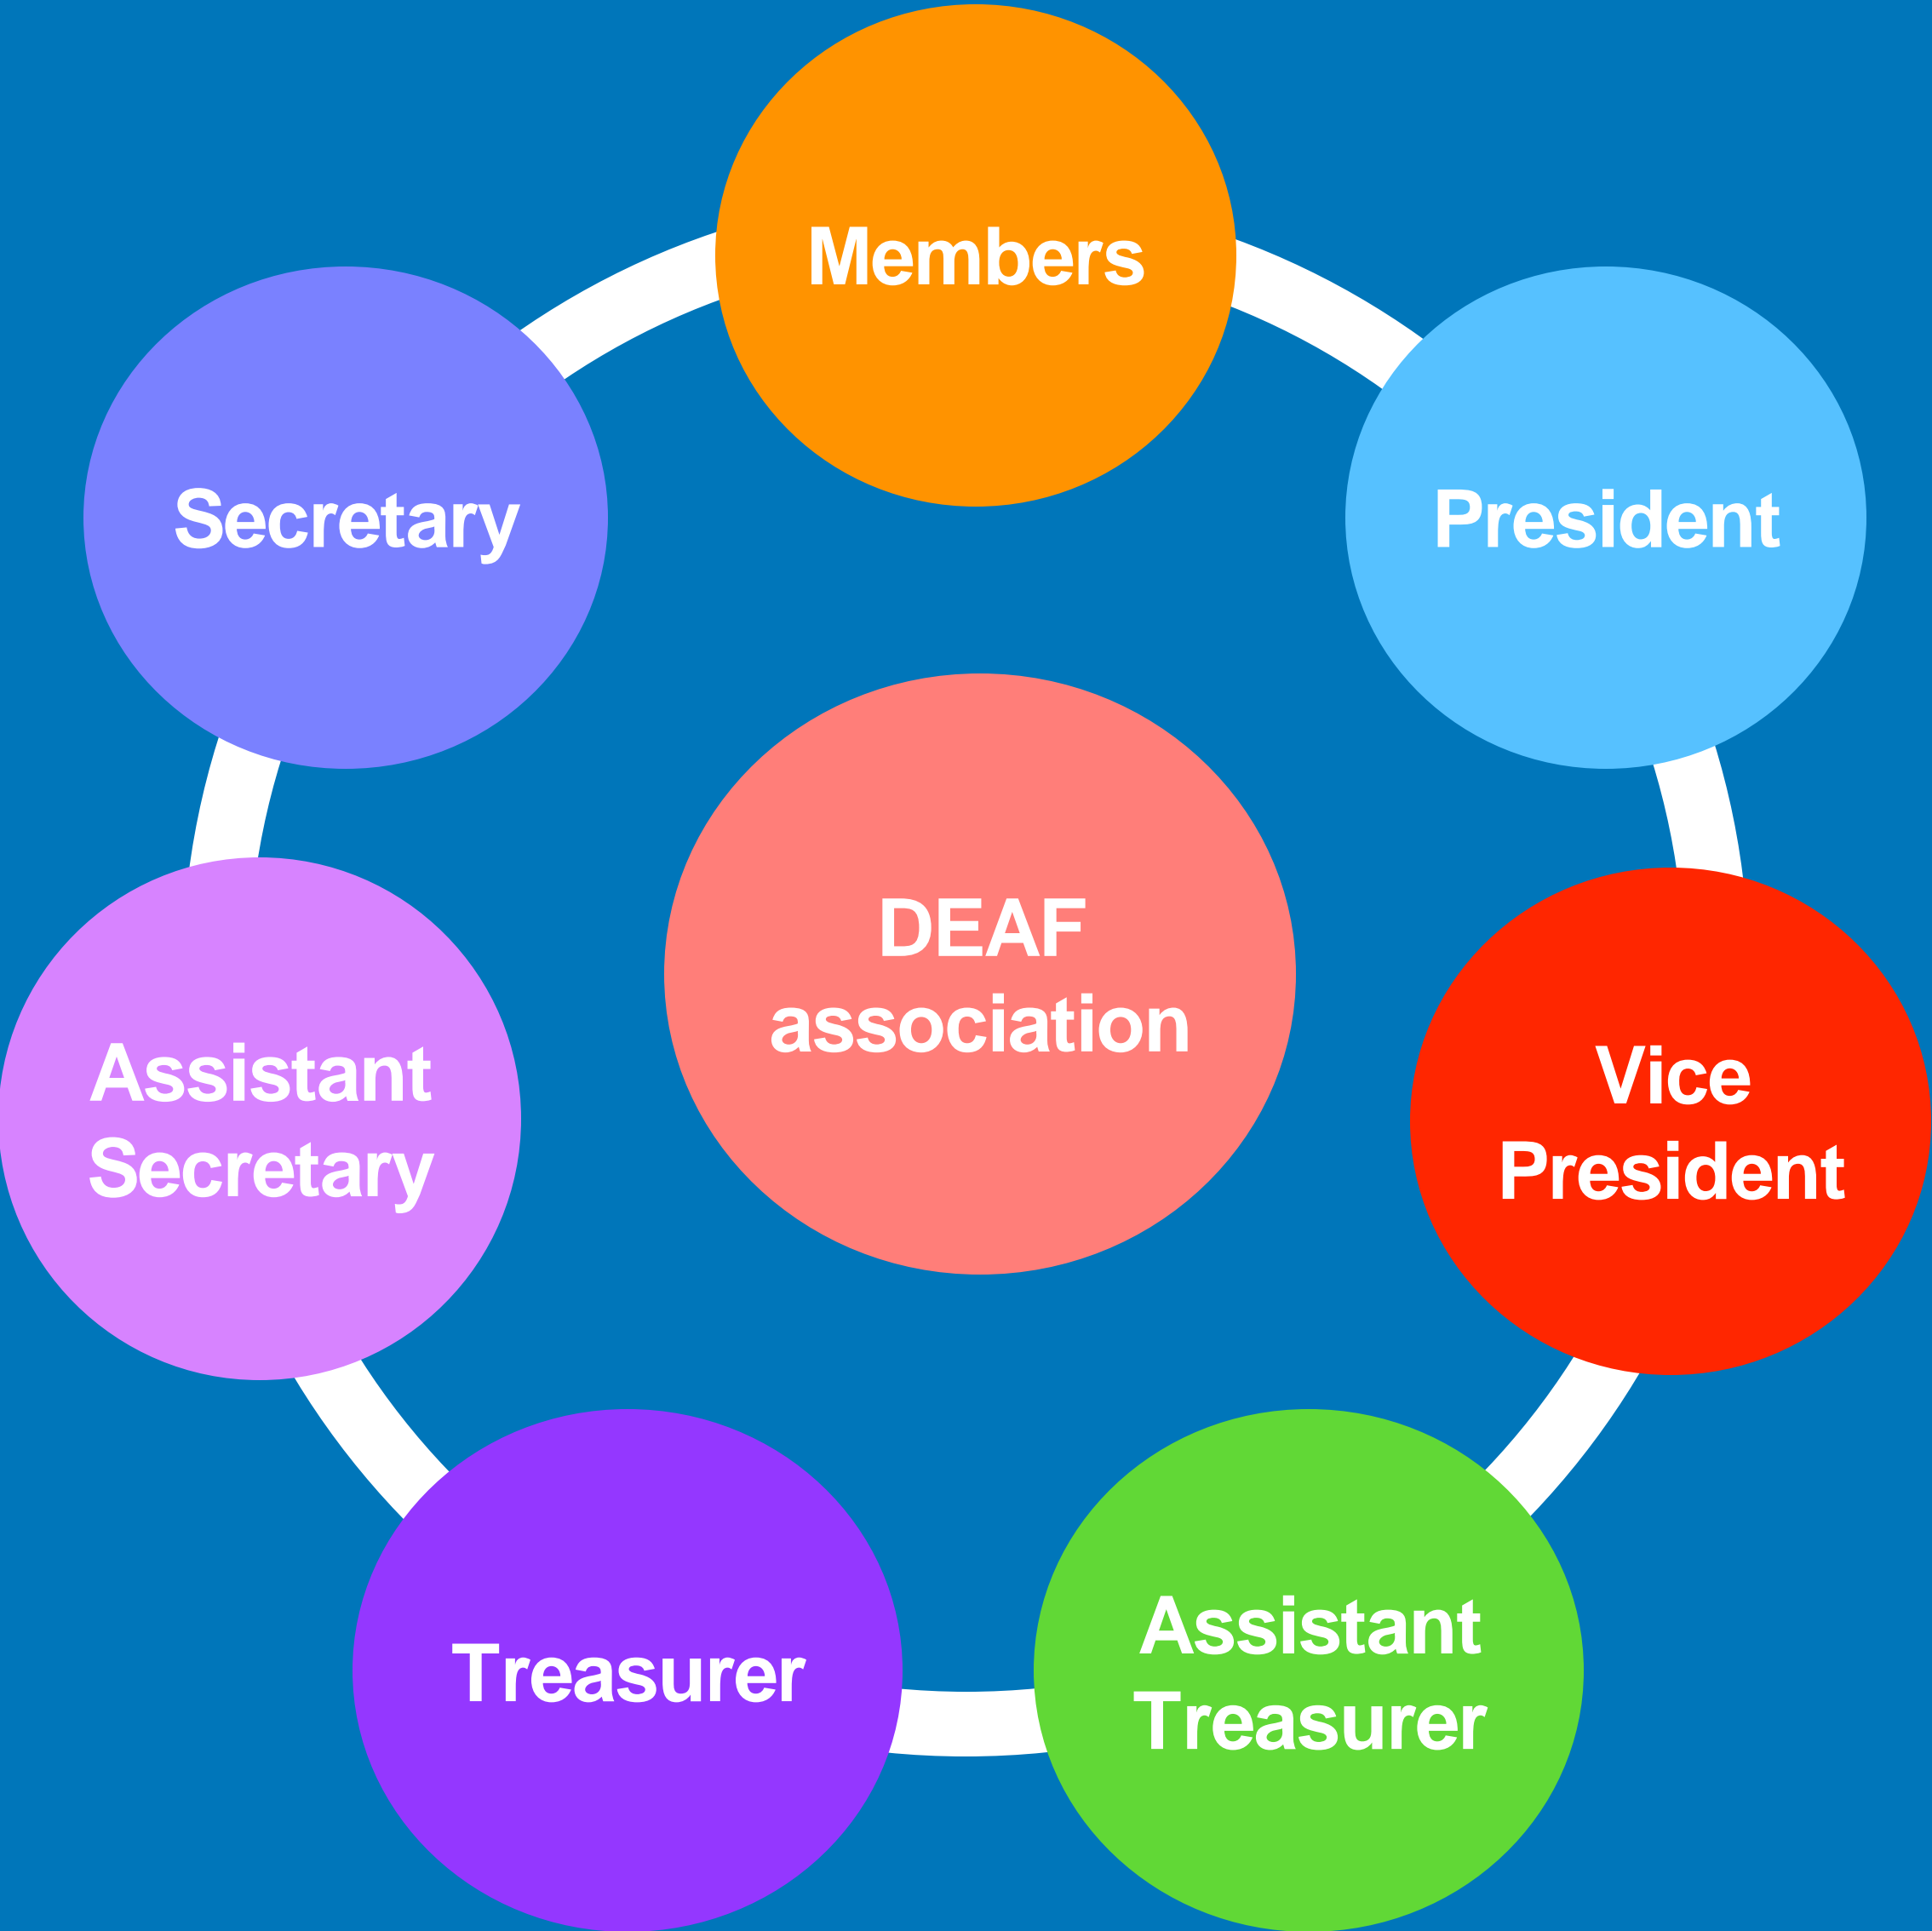 Members
Secretary
President
DEAF
association
Assistant
Secretary
Vice
President
Treasurer
Assistant
Treasurer